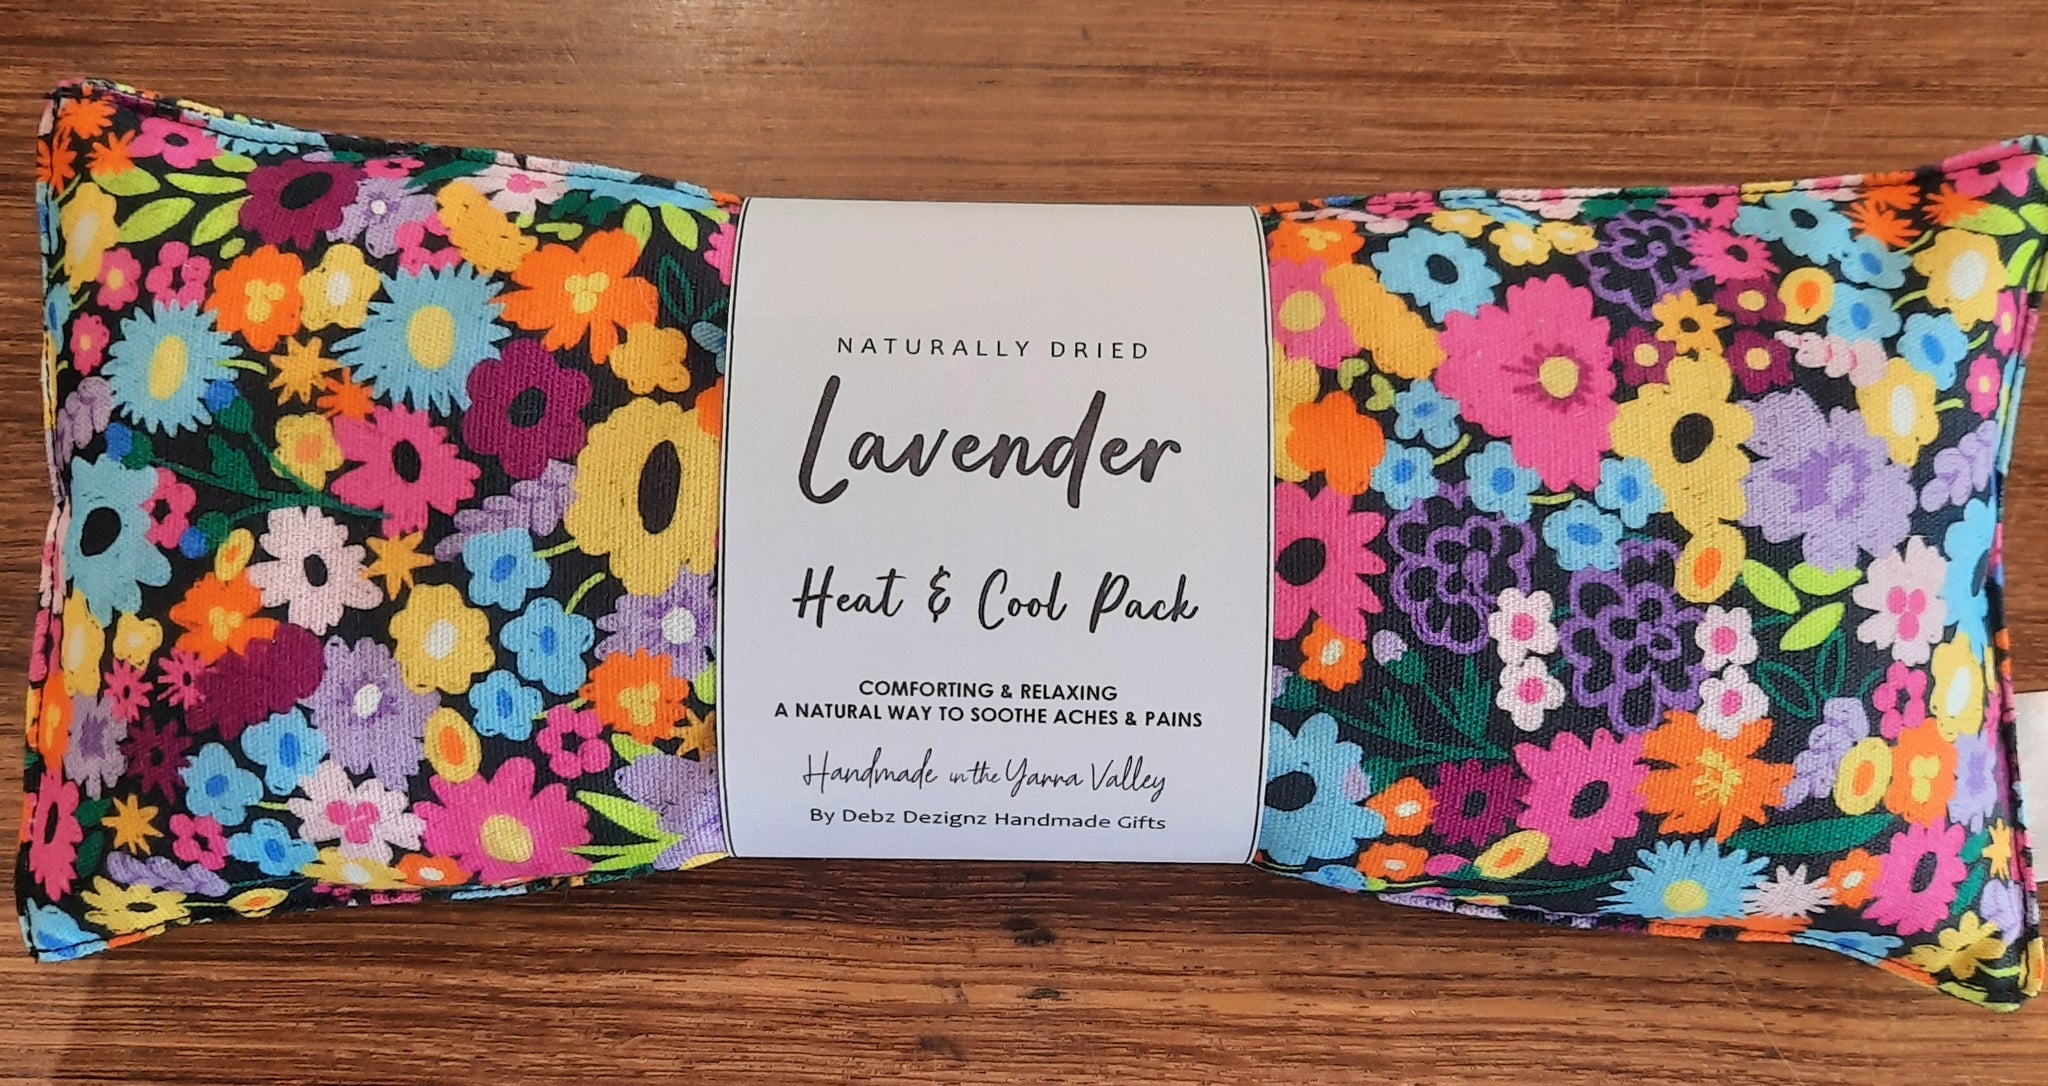 NATURALLY DRIED
Lavender
Heat & Cool Pack
COMFORTING & RELAXING
A NATURAL WAY TO SOOTHE ACHES & PAINS
Handmade in the Yarra Valley
By Debz Dezignz Handmade Gifts